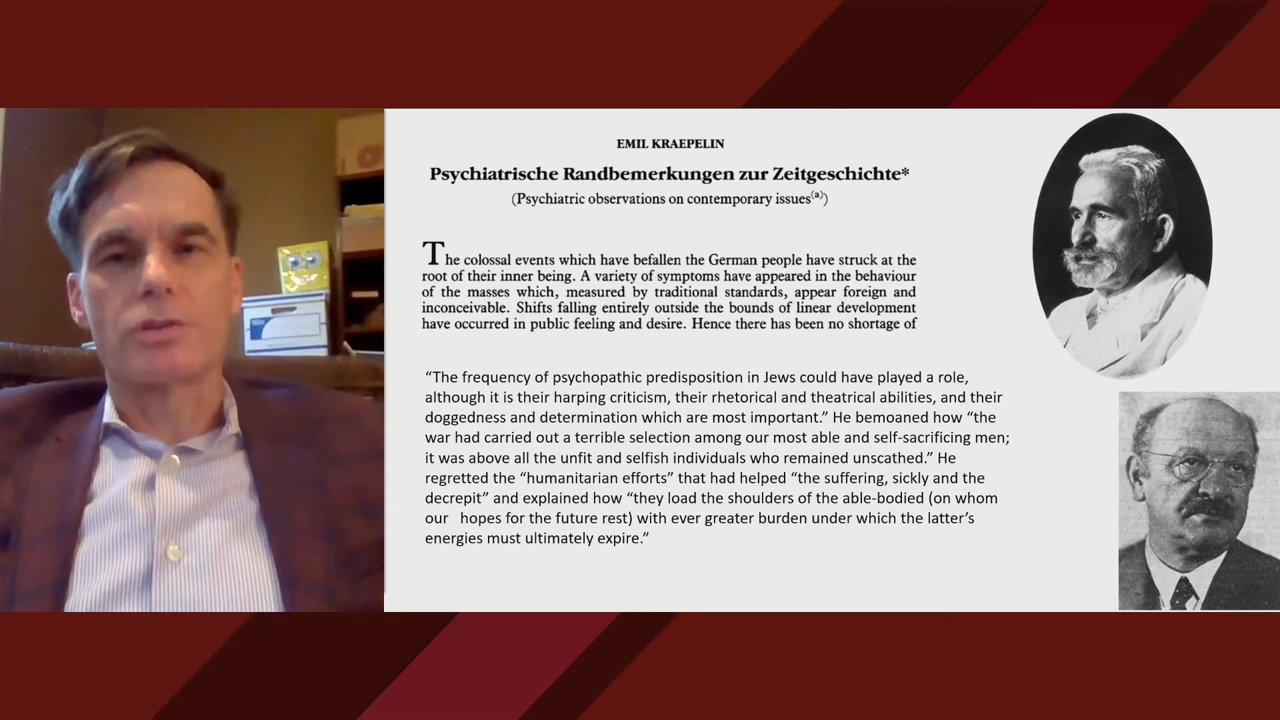 EMIL KRAEPELIN
Psychiatrische Randbemerkungen zur Zeitgeschichte*
(Psychiatric observations on contemporary issues(a))
The colossal events which have befallen the German people have struck at the
root of their inner being. A variety of symptoms have appeared in the behaviour
of the masses which, measured by traditional standards, appear foreign and
inconceivable. Shifts falling entirely outside the bounds of linear development
have occurred in public feeling and desire. Hence there has been no shortage of
“The frequency of psychopathic predisposition in Jews could have played a role,
although it is their harping criticism, their rhetorical and theatrical abilities, and their
doggedness and determination which are most important.” He bemoaned how “the
war had carried out a terrible selection among our most able and self-sacrificing men;
it was above all the unfit and selfish individuals who remained unscathed.” He
regretted the “humanitarian efforts” that had helped “the suffering, sickly and the
decrepit” and explained how “they load the shoulders of the able-bodied (on whom
our   hopes for the future rest) with ever greater burden under which the latter’s
energies must ultimately expire.”